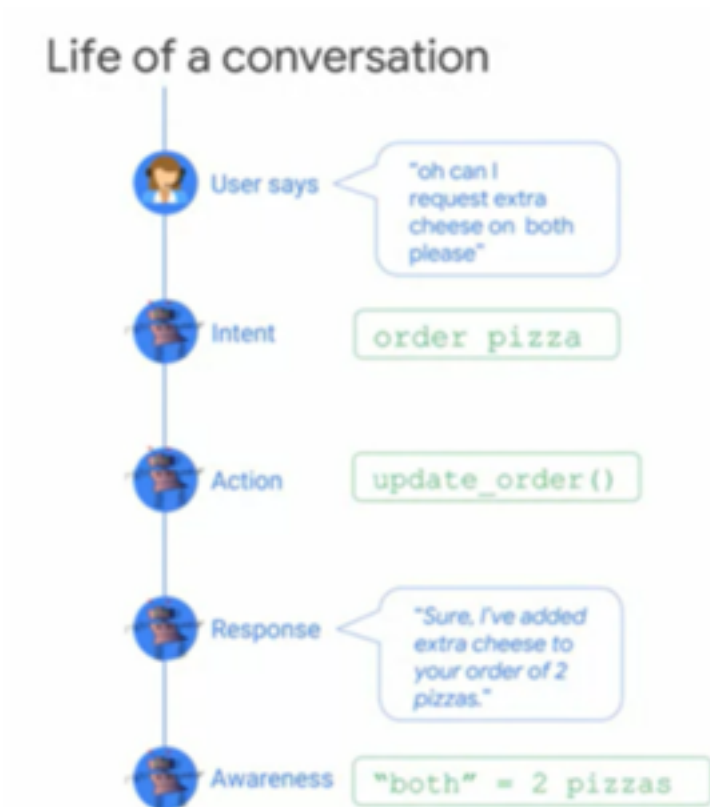 Life of a conversation
User says
"oh can I
request extra
cheese on both
please"
Intent
order pizza
Action
update_order()
Response
"Sure, I've added
extra cheese to
your order of 2
pizzas."
Awareness
"both" = 2 pizzas